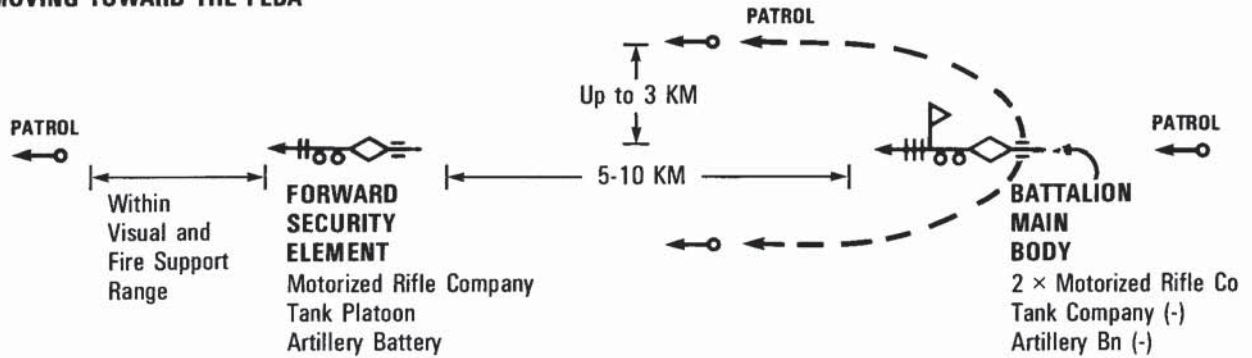 MOVING TOWARD THE FEBA
PATROL
Up to 3 KM
PATROL
PATROL
5-10 KM
Within
Visual and
Fire Support
Range
FORWARD
SECURITY
ELEMENT
Motorized Rifle Company
Tank Platoon
Artillery Battery
BATTALION
MAIN
BODY
2 × Motorized Rifle Co
Tank Company (-)
Artillery Bn (-)